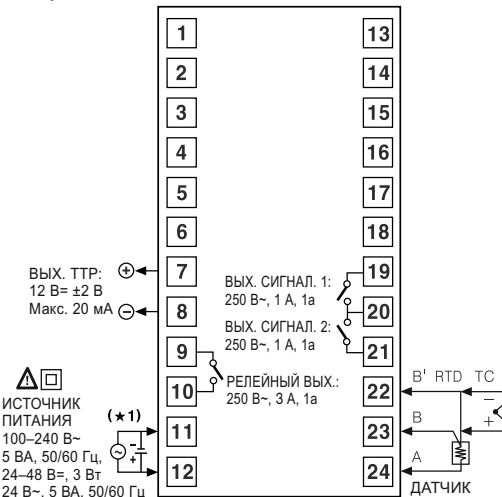 1
2
3
4
5
6
7
8
9
10
11
12
13
14
15
16
17
18
19
20
21
22
23
24
ВЫХ. ТТР:
12 В= ±2 В
Макс. 20 мА
+
−
ВЫХ. СИГНАЛ. 1:
250 В~, 1 А, 1а
ВЫХ. СИГНАЛ. 2:
250 В~, 1 А, 1а
РЕЛЕЙНЫЙ ВЫХ.:
250 В~, 3 А, 1а
ИСТОЧНИК
ПИТАНИЯ
100–240 В~
5 ВА, 50/60 Гц,
24–48 В=, 3 Вт
24 В~, 5 ВА, 50/60 Гц
(★1)
+
−
B' RTD TC
−
+
B
A
ДАТЧИК